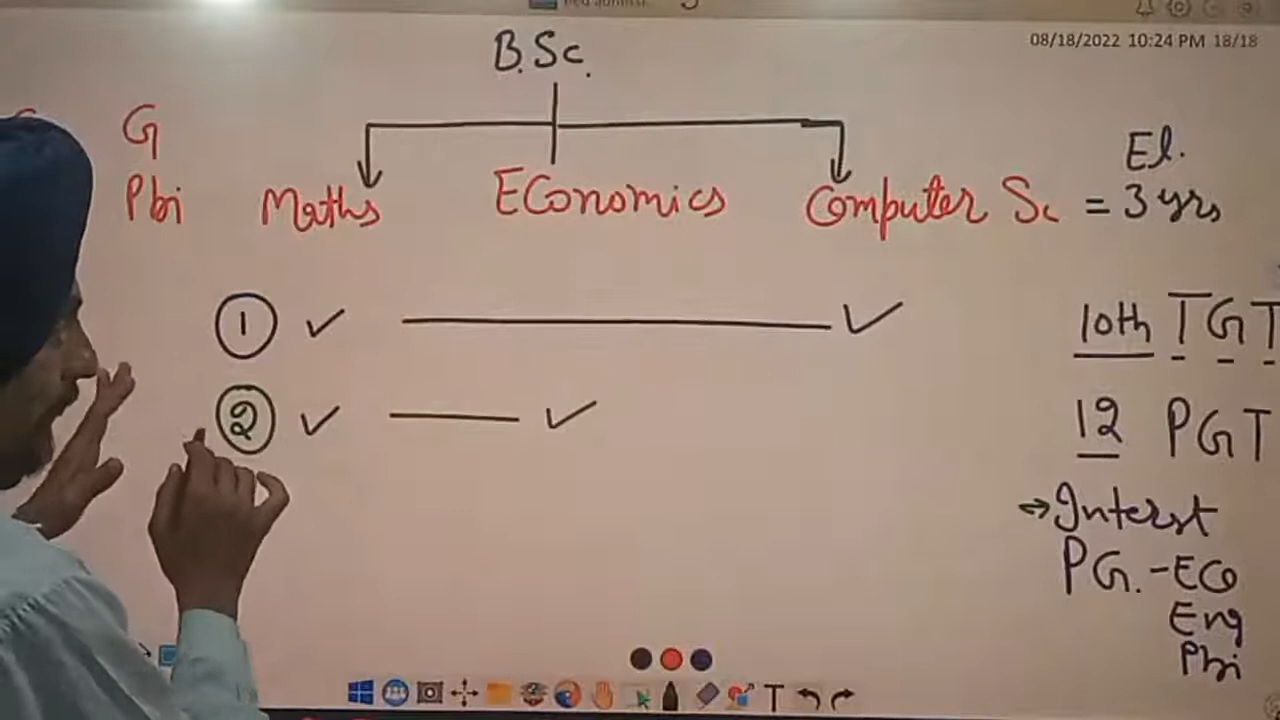 08/18/2022 10:24 PM 18/18
B.Sc.
G
El.
Pbi Maths Economics Computer Sc = 3 yrs
1
10th TGT
2
12 PGT
⇒ Interst
PG. - Eco
Eng
Pbi
T